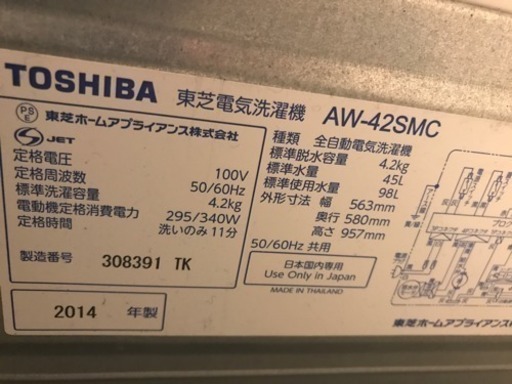 TOSHIBA 東芝電気洗濯機 AW-42SMC
PS
E
東芝ホームアプライアンス株式会社
S JET
定格電圧 100V
定格周波数 50/60Hz
標準洗濯容量 4.2kg
電動機定格消費電力 295/340W
定格時間 洗いのみ 11分
製造番号 308391 TK
2014 年製
種類 全自動電気洗濯機
標準脱水容量 4.2kg
標準水量 45L
標準使用水量 98L
外形寸法 幅 563mm
奥行 580mm
高さ 957mm
50/60Hz 共用
日本国内専用
Use Only in Japan
MADE IN THAILAND
東芝ホームアプライアンス株